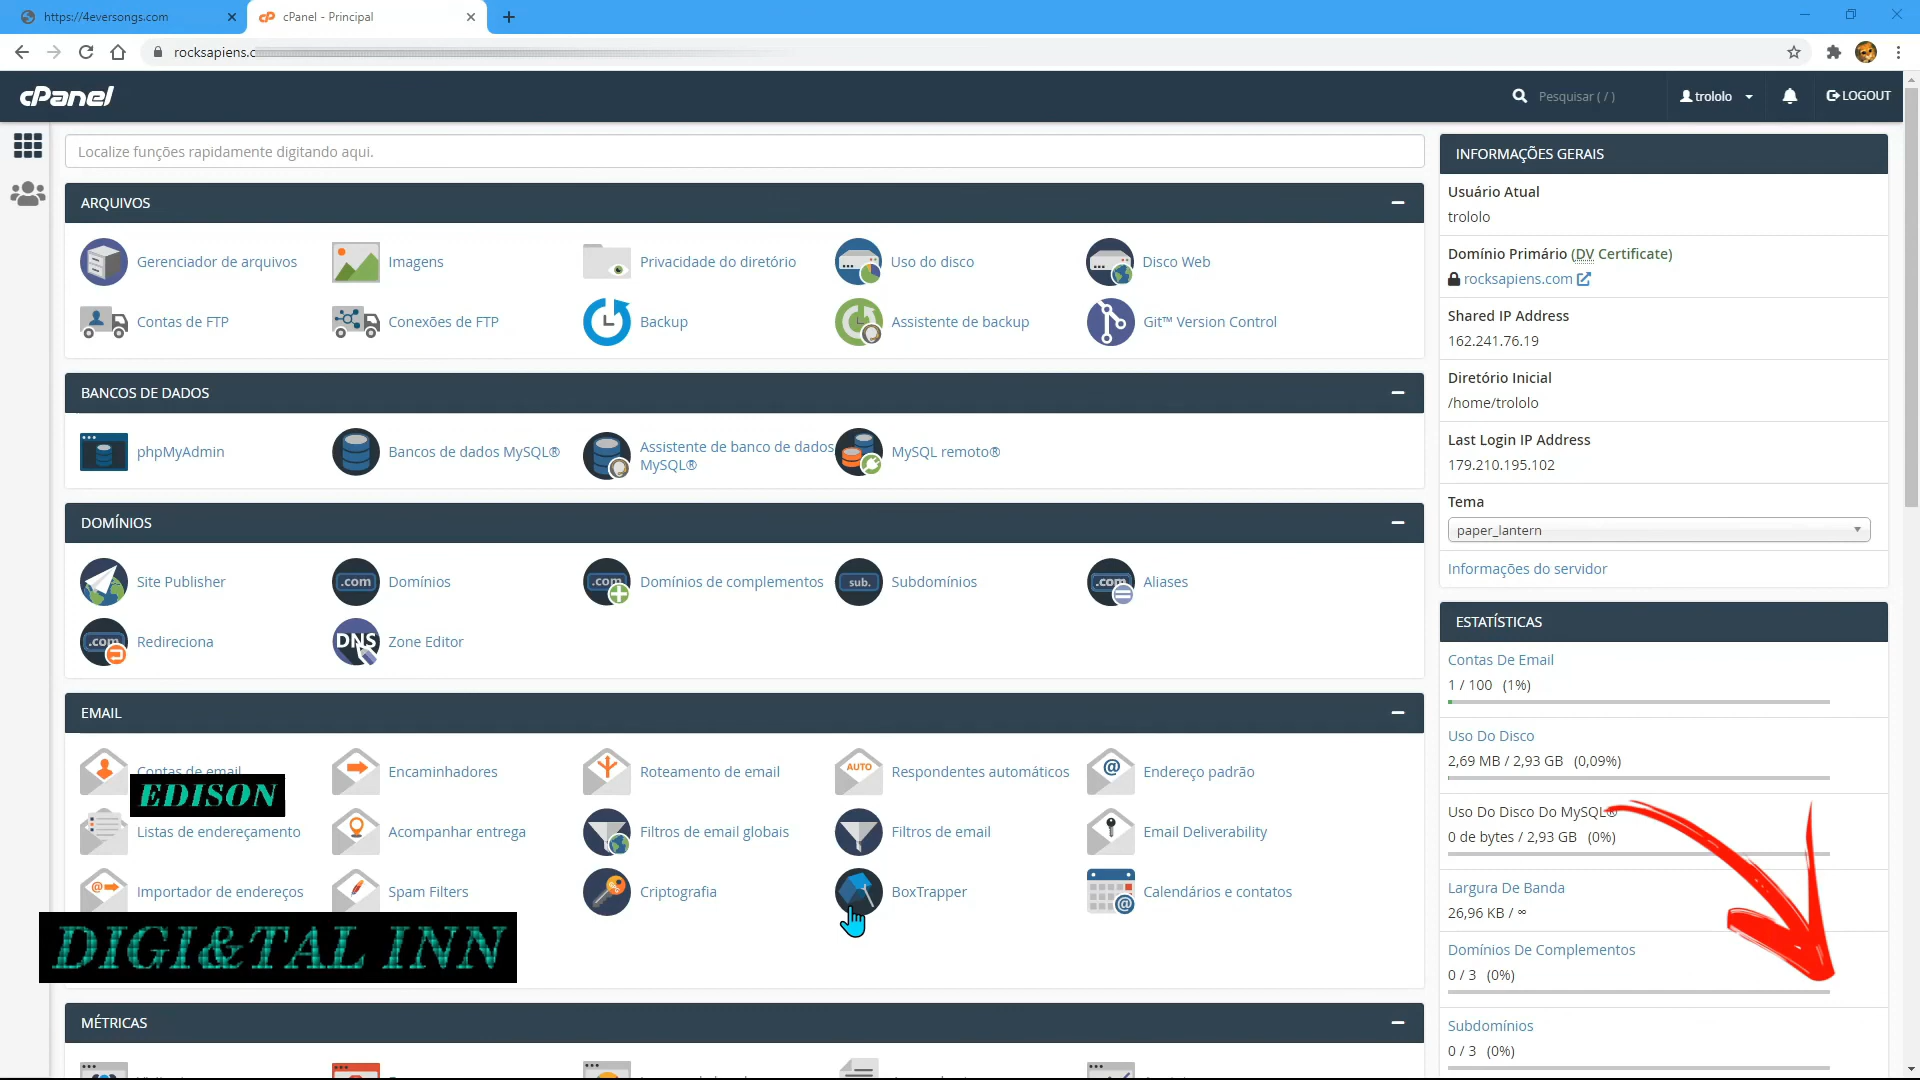 https://4eversongs.com
cPanel - Principal
rocksapiens.c
cPanel
Pesquisar ( / )
trololo
LOGOUT
Localize funções rapidamente digitando aqui.
ARQUIVOS
Gerenciador de arquivos
Imagens
Privacidade do diretório
Uso do disco
Disco Web
Contas de FTP
Conexões de FTP
Backup
Assistente de backup
Git™ Version Control
BANCOS DE DADOS
phpMyAdmin
Bancos de dados MySQL®
Assistente de banco de dados
MySQL®
MySQL remoto®
DOMÍNIOS
Site Publisher
.com
Domínios
.com
Domínios de complementos
sub.
Subdomínios
.com
Aliases
.com
Redireciona
DNS
Zone Editor
EMAIL
Contas de email
Encaminhadores
Roteamento de email
AUTO
Respondentes automáticos
@
Endereço padrão
EDISON
Listas de endereçamento
Acompanhar entrega
Filtros de email globais
Filtros de email
Email Deliverability
@
Importador de endereços
Spam Filters
Criptografia
BoxTrapper
@
Calendários e contatos
DIGI&TAL INN
MÉTRICAS
INFORMAÇÕES GERAIS
Usuário Atual
trololo
Domínio Primário (DV Certificate)
rocksapiens.com
Shared IP Address
162.241.76.19
Diretório Inicial
/home/trololo
Last Login IP Address
179.210.195.102
Tema
paper_lantern
Informações do servidor
ESTATÍSTICAS
Contas De Email
1 / 100 (1%)
Uso Do Disco
2,69 MB / 2,93 GB (0,09%)
Uso Do Disco Do MySQL®
0 de bytes / 2,93 GB (0%)
Largura De Banda
26,96 KB / ∞
Domínios De Complementos
0 / 3 (0%)
Subdomínios
0 / 3 (0%)